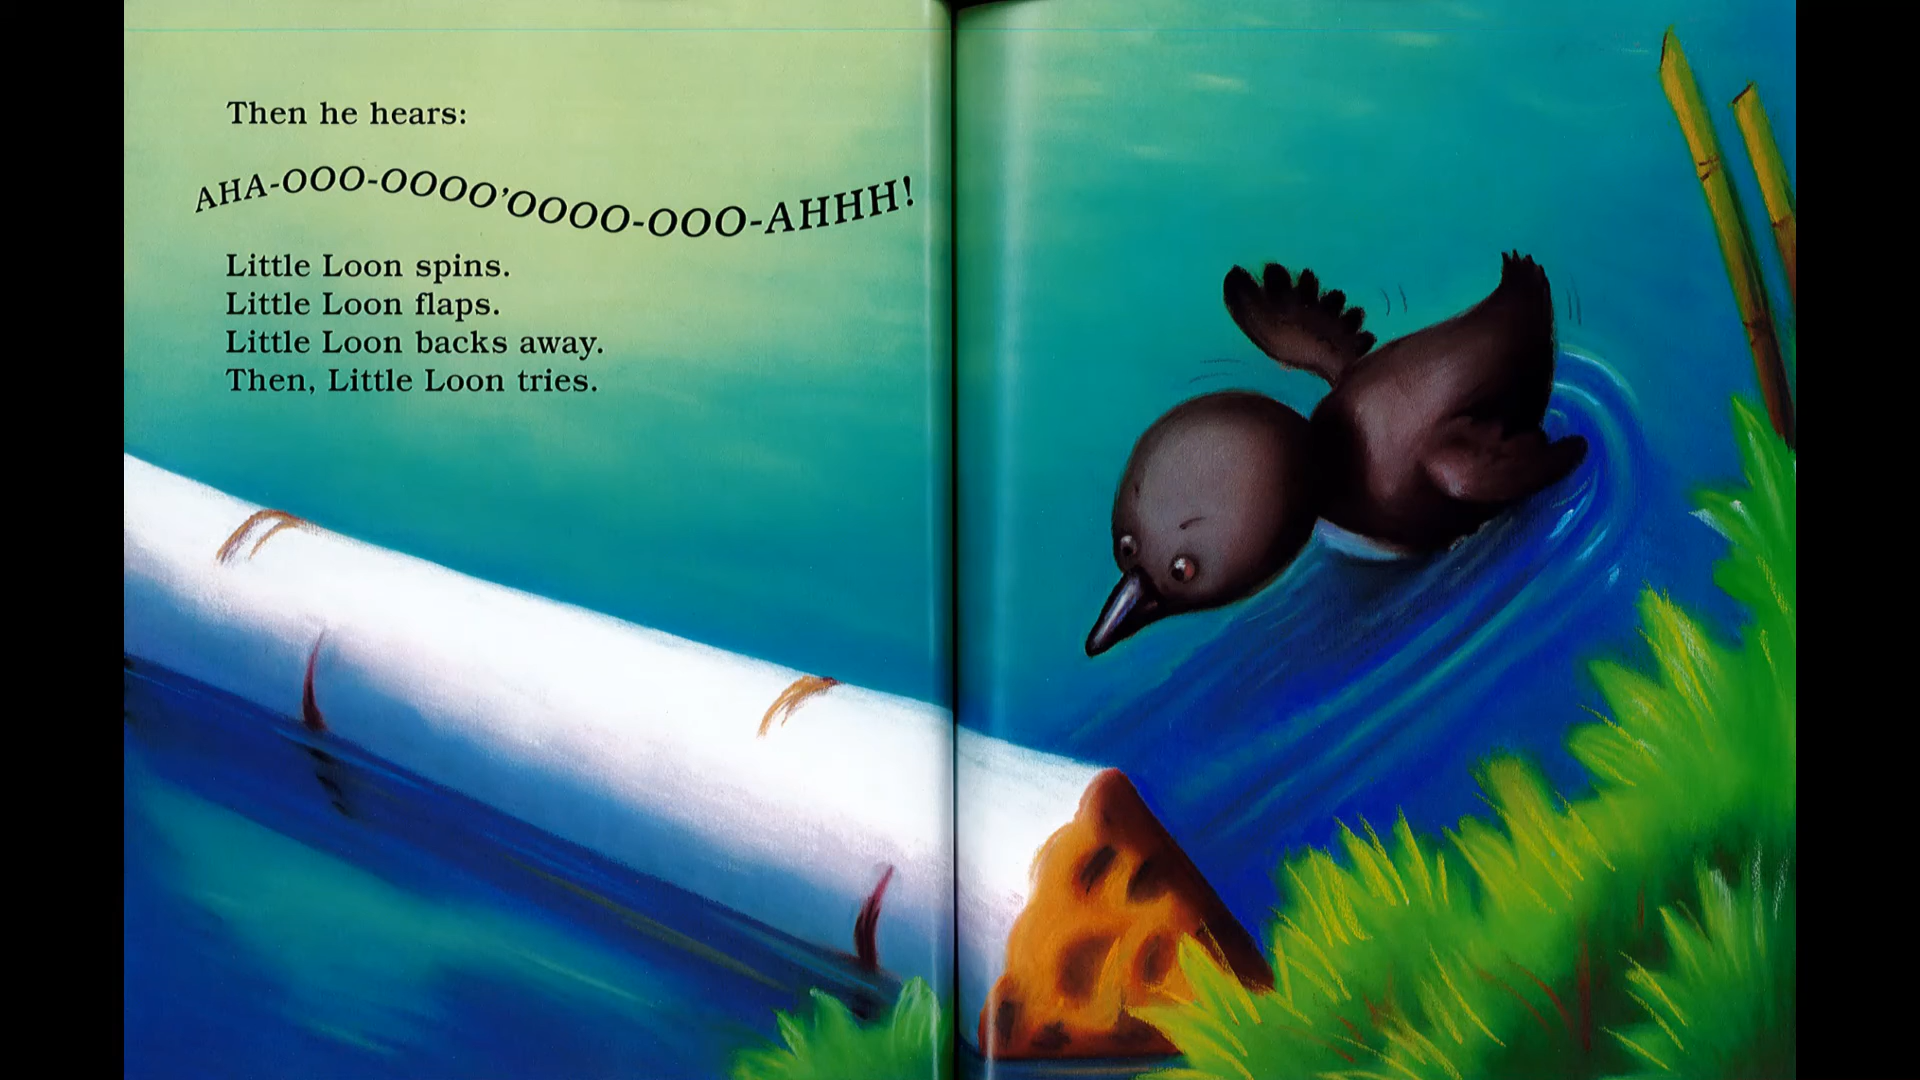 Then he hears:
AHA-OOO-OOOO'OOOO-OOO-AHHH!
Little Loon spins.
Little Loon flaps.
Little Loon backs away.
Then, Little Loon tries.